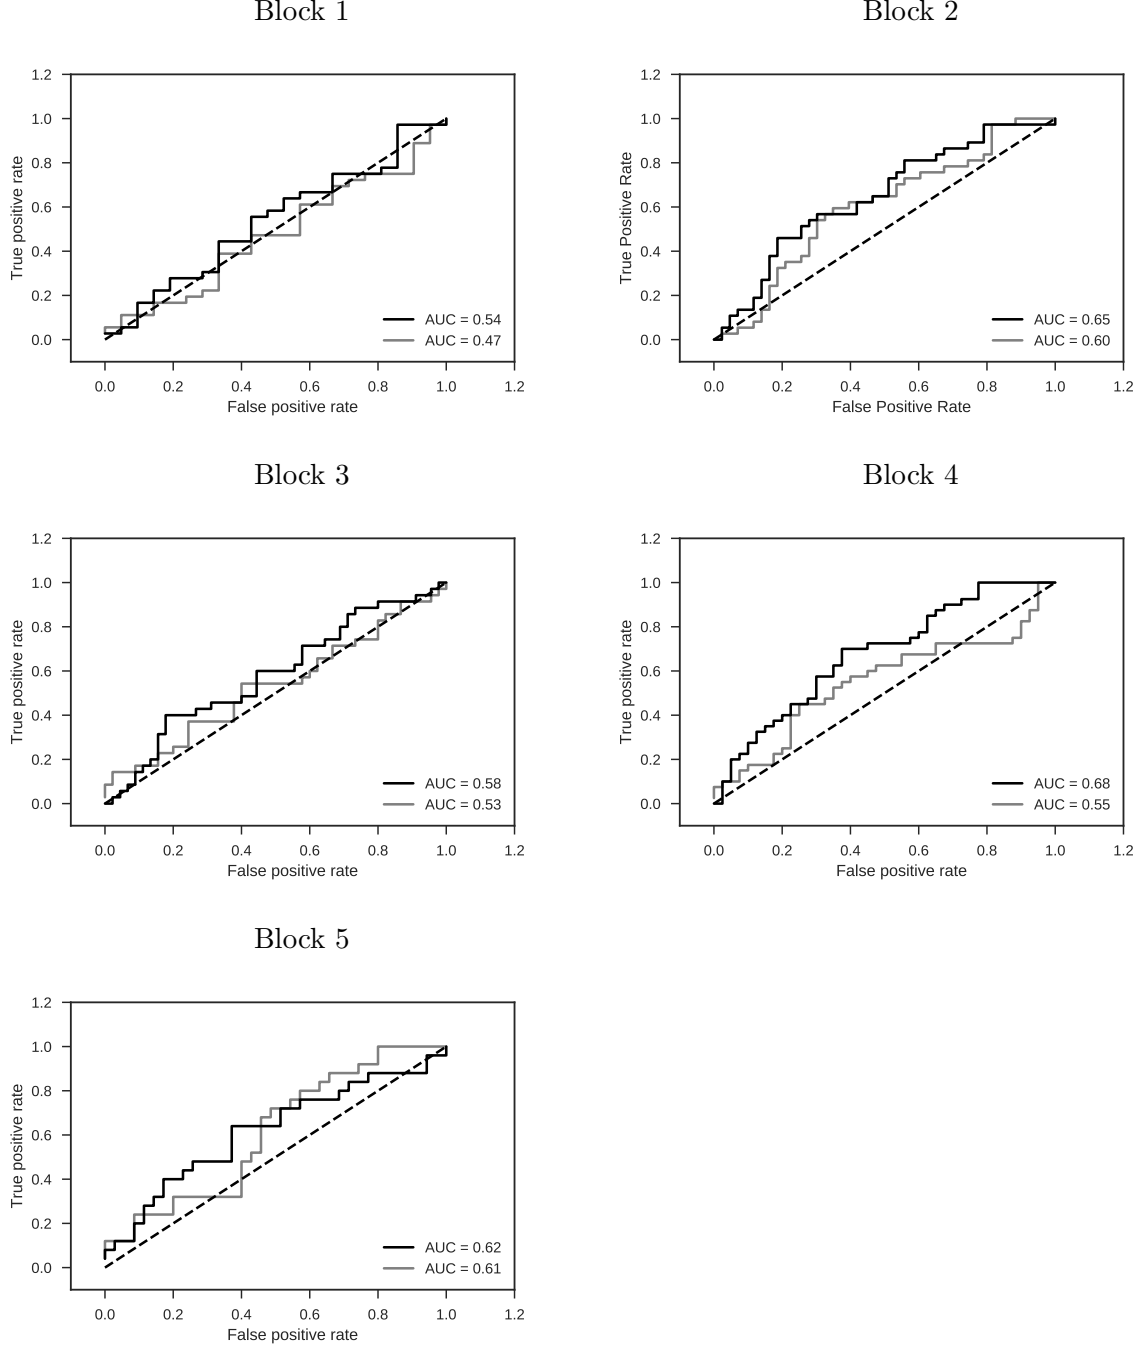 Block 1
1.2
1.0
0.8
0.6
0.4
0.2
0.0
True positive rate
AUC = 0.54
AUC = 0.47
0.0 0.2 0.4 0.6 0.8 1.0 1.2
False positive rate
Block 2
1.2
1.0
0.8
0.6
0.4
0.2
0.0
True Positive Rate
AUC = 0.65
AUC = 0.60
0.0 0.2 0.4 0.6 0.8 1.0 1.2
False Positive Rate
Block 3
1.2
1.0
0.8
0.6
0.4
0.2
0.0
True positive rate
AUC = 0.58
AUC = 0.53
0.0 0.2 0.4 0.6 0.8 1.0 1.2
False positive rate
Block 4
1.2
1.0
0.8
0.6
0.4
0.2
0.0
True positive rate
AUC = 0.68
AUC = 0.55
0.0 0.2 0.4 0.6 0.8 1.0 1.2
False positive rate
Block 5
1.2
1.0
0.8
0.6
0.4
0.2
0.0
True positive rate
AUC = 0.62
AUC = 0.61
0.0 0.2 0.4 0.6 0.8 1.0 1.2
False positive rate